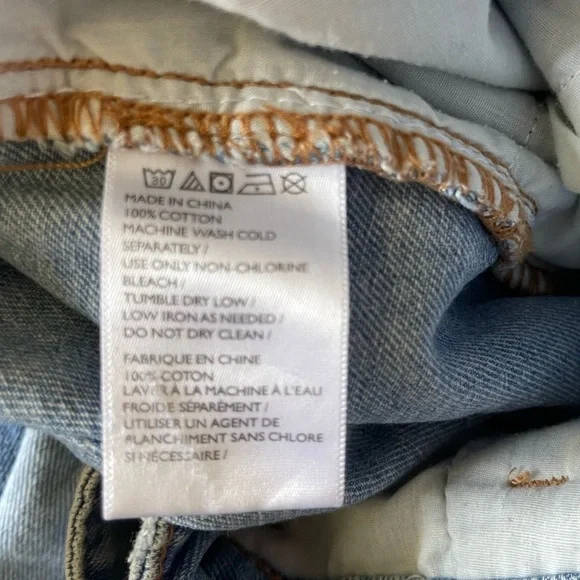 30
MADE IN CHINA
100% COTTON
MACHINE WASH COLD
SEPARATELY /
USE ONLY NON-CHLORINE
BLEACH /
TUMBLE DRY LOW /
LOW IRON AS NEEDED /
DO NOT DRY CLEAN /
FABRIQUE EN CHINE
100% COTON
LAVER À LA MACHINE À L'EAU
FROIDE SÉPARÉMENT /
UTILISER UN AGENT DE
BLANCHIMENT SANS CHLORE
SI NÉCESSAIRE /